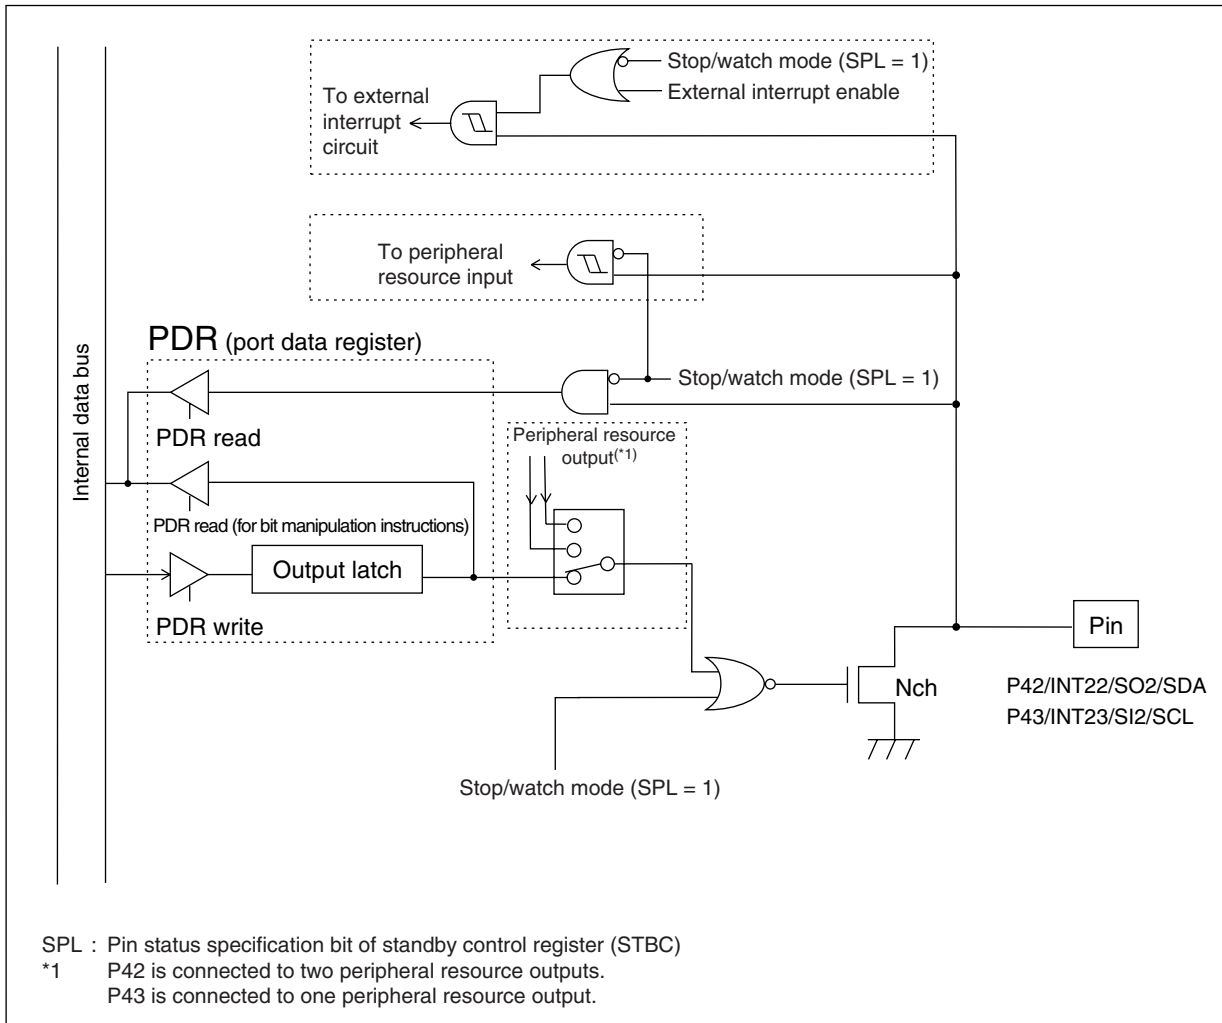 Stop/watch mode (SPL = 1)
External interrupt enable
To external
interrupt
circuit
To peripheral
resource input
PDR (port data register)
Internal data bus
Stop/watch mode (SPL = 1)
PDR read
Peripheral resource
output(*1)
PDR read (for bit manipulation instructions)
Output latch
PDR write
Pin
Nch
P42/INT22/SO2/SDA
P43/INT23/SI2/SCL
Stop/watch mode (SPL = 1)
SPL : Pin status specification bit of standby control register (STBC)
*1 P42 is connected to two peripheral resource outputs.
P43 is connected to one peripheral resource output.